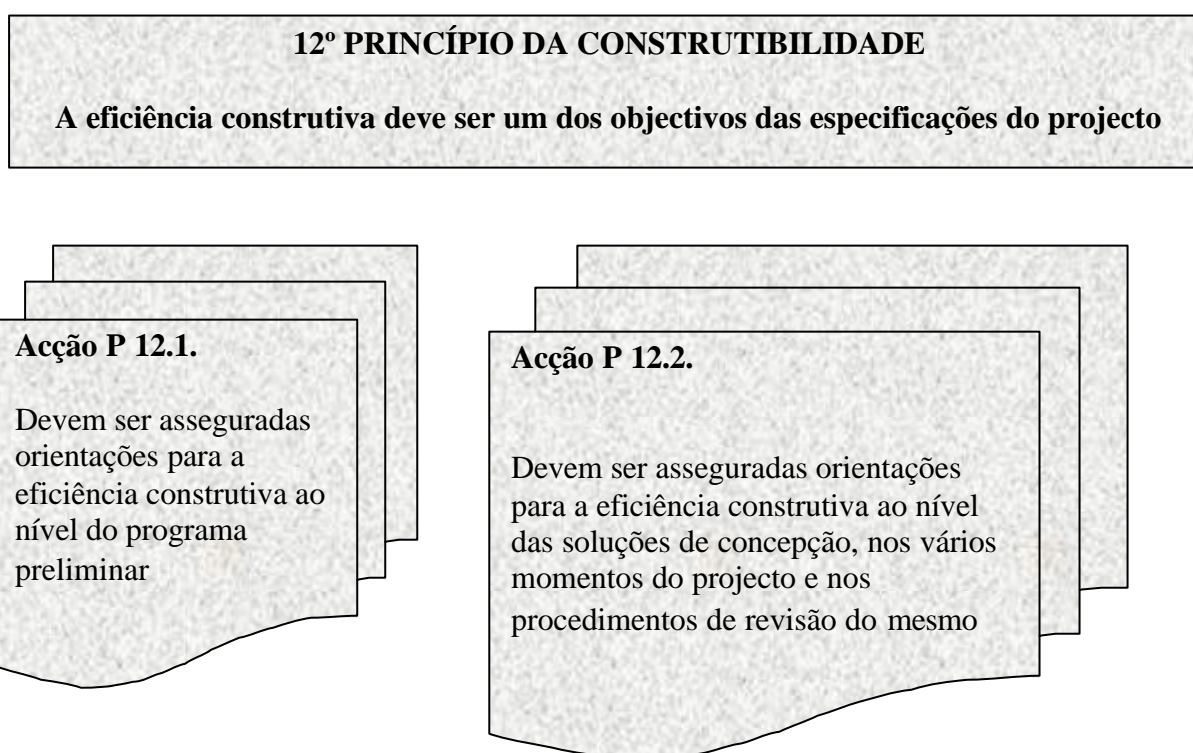 12º PRINCÍPIO DA CONSTRUTIBILIDADE
A eficiência construtiva deve ser um dos objectivos das especificações do projecto
Acção P 12.1.
Devem ser asseguradas
orientações para a
eficiência construtiva ao
nível do programa
preliminar
Acção P 12.2.
Devem ser asseguradas orientações
para a eficiência construtiva ao nível
das soluções de concepção, nos vários
momentos do projecto e nos
procedimentos de revisão do mesmo